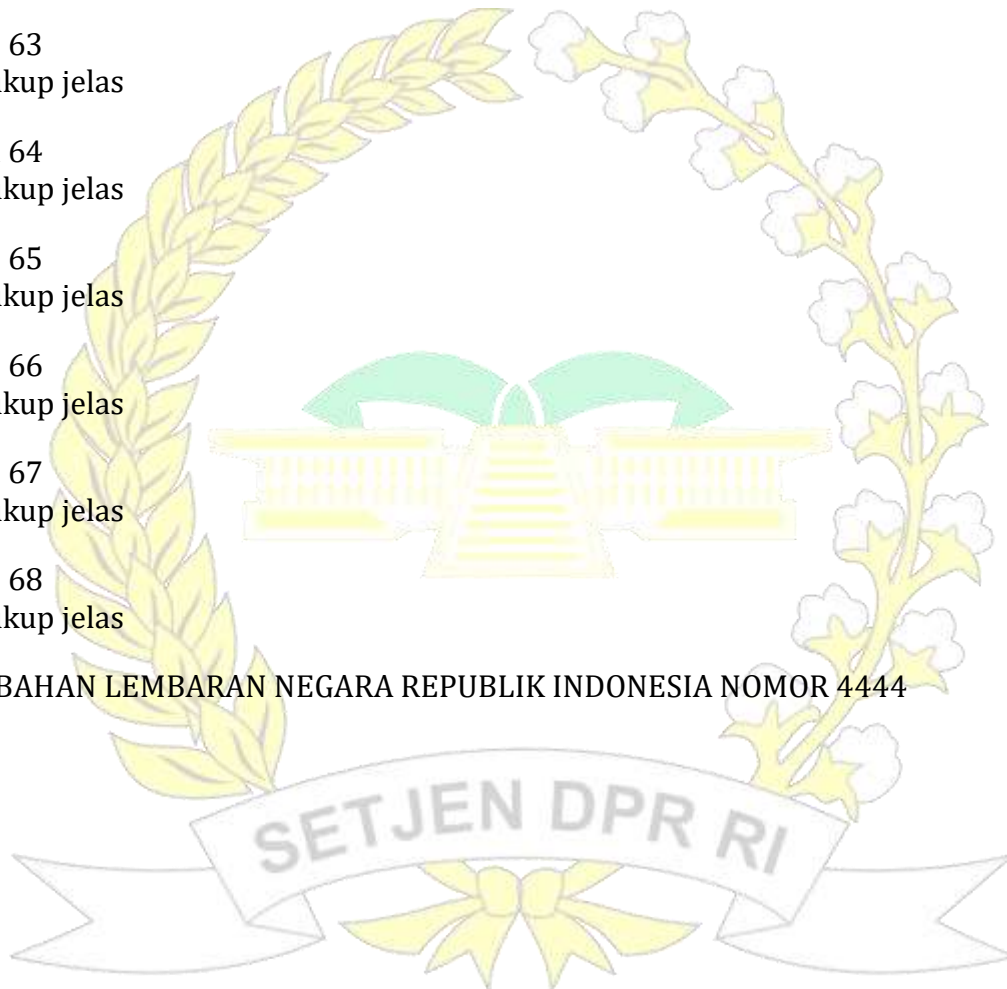 63
kup jelas
64
kup jelas
65
kup jelas
66
kup jelas
67
kup jelas
68
kup jelas
BAHAN LEMBARAN NEGARA REPUBLIK INDONESIA NOMOR 4444
SETJEN DPR RI